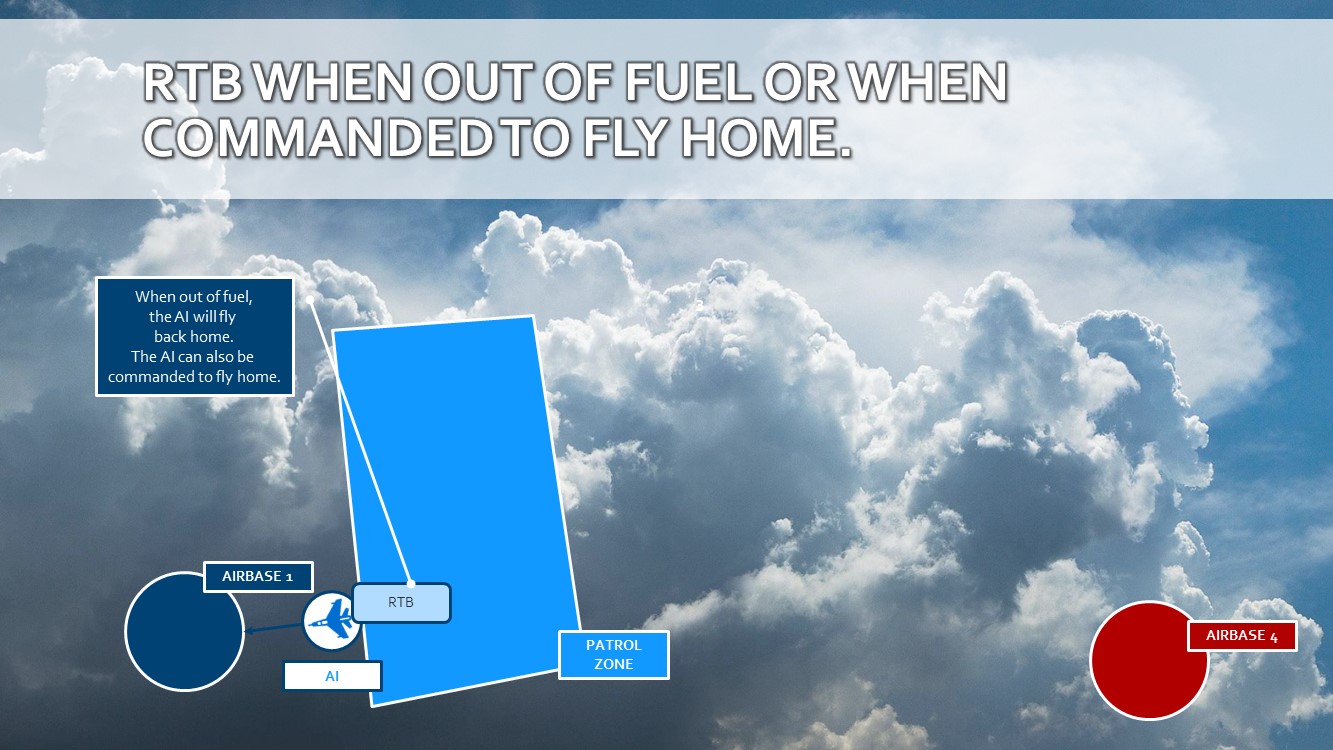 RTB WHEN OUT OF FUEL OR WHEN
COMMANDED TO FLY HOME.
When out of fuel,
the AI will fly
back home.
The AI can also be
commanded to fly home.
AIRBASE 1
RTB
AI
PATROL
ZONE
AIRBASE 4